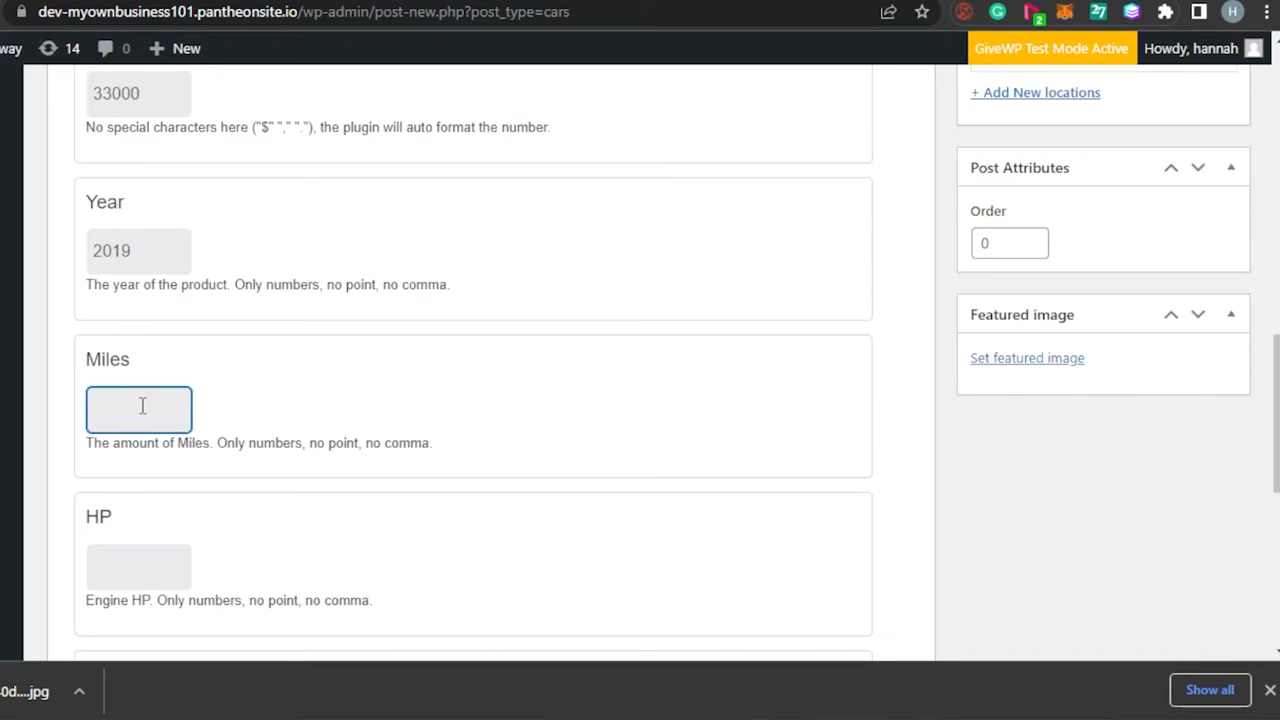 dev-myownbusiness101.pantheonsite.io/wp-admin/post-new.php?post_type=cars
2
27
H
way
14
0
New
GiveWP Test Mode Active
Howdy, hannah
33000
No special characters here ("$" "," "."), the plugin will auto format the number.
Year
2019
The year of the product. Only numbers, no point, no comma.
Miles
The amount of Miles. Only numbers, no point, no comma.
HP
Engine HP. Only numbers, no point, no comma.
+ Add New locations
Post Attributes
Order
0
Featured image
Set featured image
0d....jpg
Show all